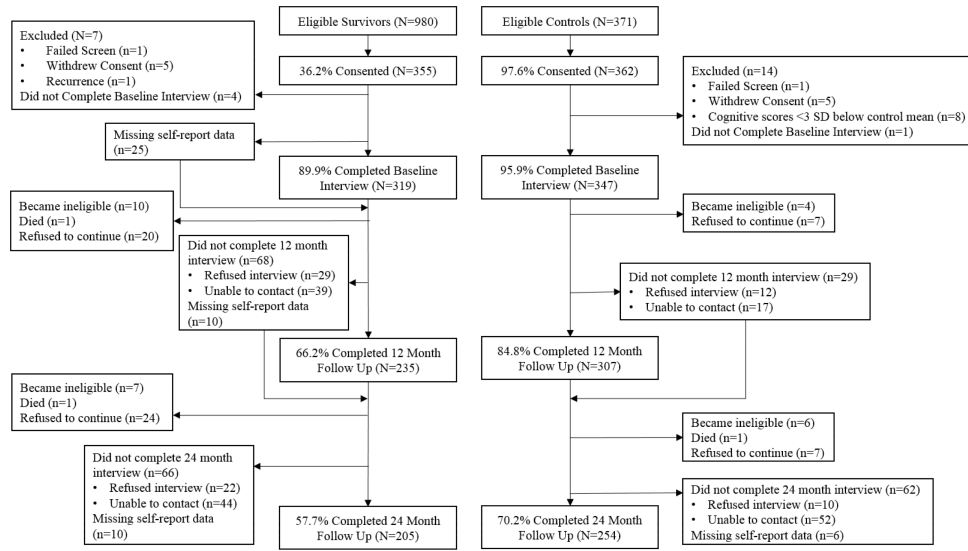 Eligible Survivors (N=980)
Eligible Controls (N=371)
Excluded (N=7)
• Failed Screen (n=1)
• Withdrew Consent (n=5)
• Recurrence (n=1)
Did not Complete Baseline Interview (n=4)
36.2% Consented (N=355)
97.6% Consented (N=362)
Excluded (n=14)
• Failed Screen (n=1)
• Withdrew Consent (n=5)
• Cognitive scores <3 SD below control mean (n=8)
Did not Complete Baseline Interview (n=1)
Missing self-report data
(n=25)
89.9% Completed Baseline
Interview (N=319)
95.9% Completed Baseline
Interview (N=347)
Became ineligible (n=10)
Died (n=1)
Refused to continue (n=20)
Became ineligible (n=4)
Refused to continue (n=7)
Did not complete 12 month
interview (n=68)
• Refused interview (n=29)
• Unable to contact (n=39)
Missing self-report data
(n=10)
Did not complete 12 month interview (n=29)
• Refused interview (n=12)
• Unable to contact (n=17)
66.2% Completed 12 Month
Follow Up (N=235)
84.8% Completed 12 Month
Follow Up (N=307)
Became ineligible (n=7)
Died (n=1)
Refused to continue (n=24)
Became ineligible (n=6)
Died (n=1)
Refused to continue (n=7)
Did not complete 24 month
interview (n=66)
• Refused interview (n=22)
• Unable to contact (n=44)
Missing self-report data
(n=10)
Did not complete 24 month interview (n=62)
• Refused interview (n=10)
• Unable to contact (n=52)
Missing self-report data (n=6)
57.7% Completed 24 Month
Follow Up (N=205)
70.2% Completed 24 Month
Follow Up (N=254)